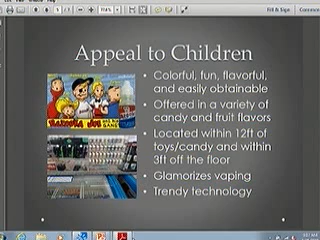 Fill & Sign
Appeal to Children
• Colorful, fun, flavorful,
and easily obtainable
• Offered in a variety of
candy and fruit flavors
• Located within 12ft of
toys/candy and within
3ft off the floor
• Glamorizes vaping
• Trendy technology